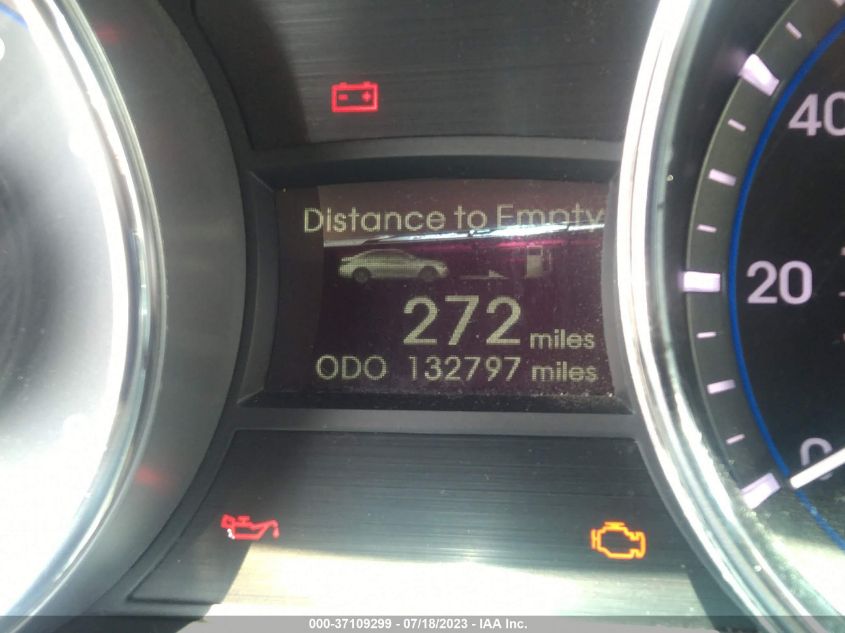 40
Distance to Empty
272 miles
20
ODO 132797 miles
0
000-37109299 - 07/18/2023 - IAA Inc.